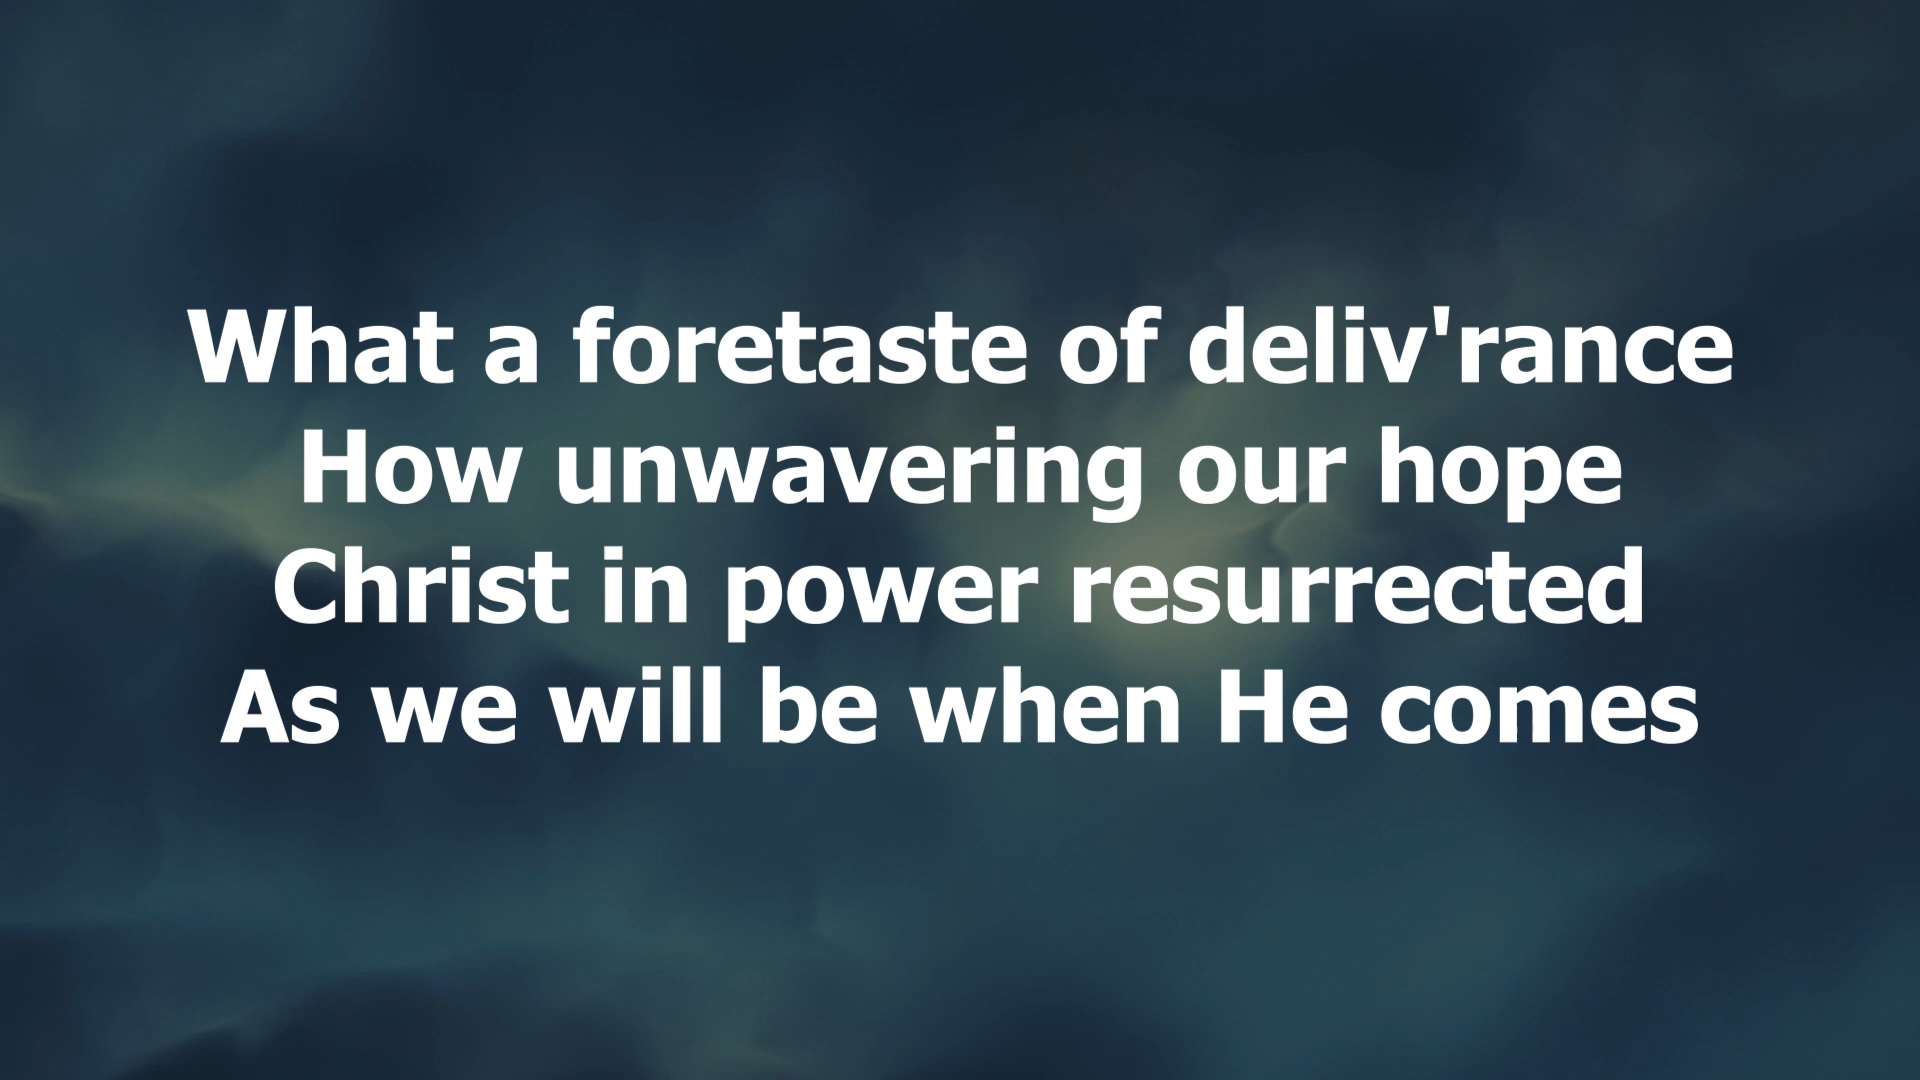 What a foretaste of deliv'rance
How unwavering our hope
Christ in power resurrected
As we will be when He comes